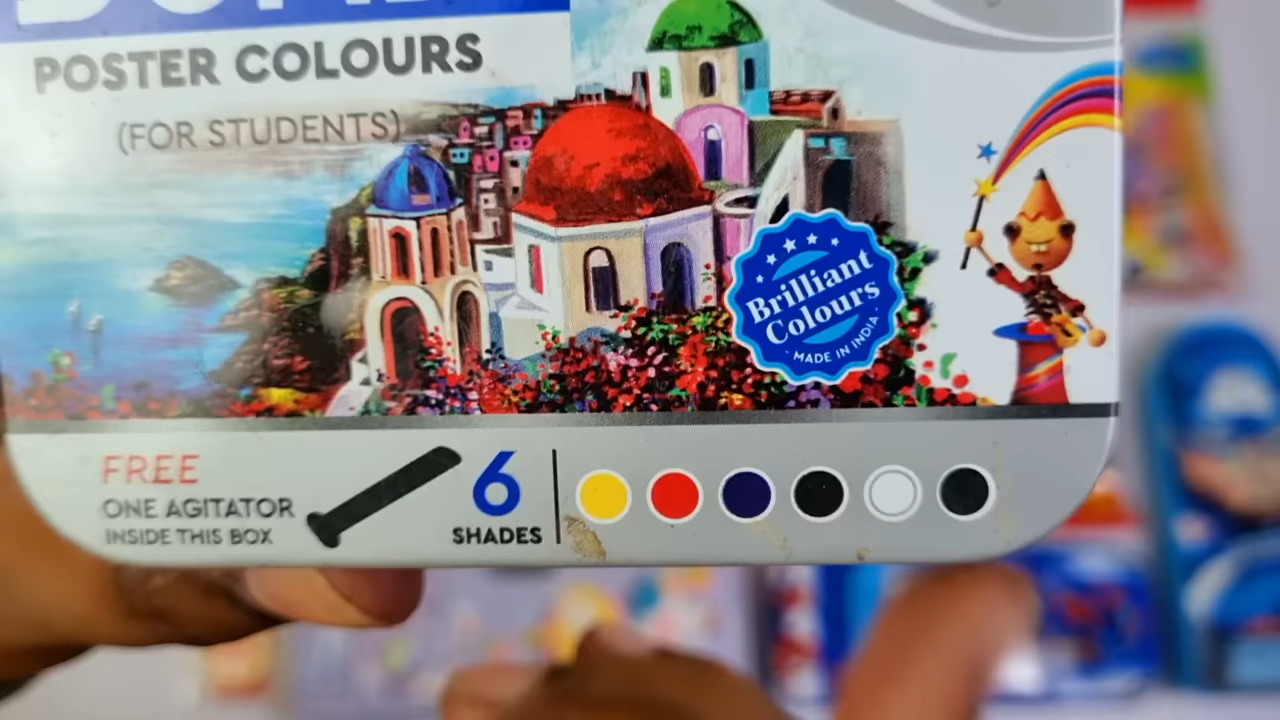 POSTER COLOURS
(FOR STUDENTS)
Brilliant
Colours
- MADE IN INDIA -
FREE
ONE AGITATOR
INSIDE THIS BOX
6
SHADES